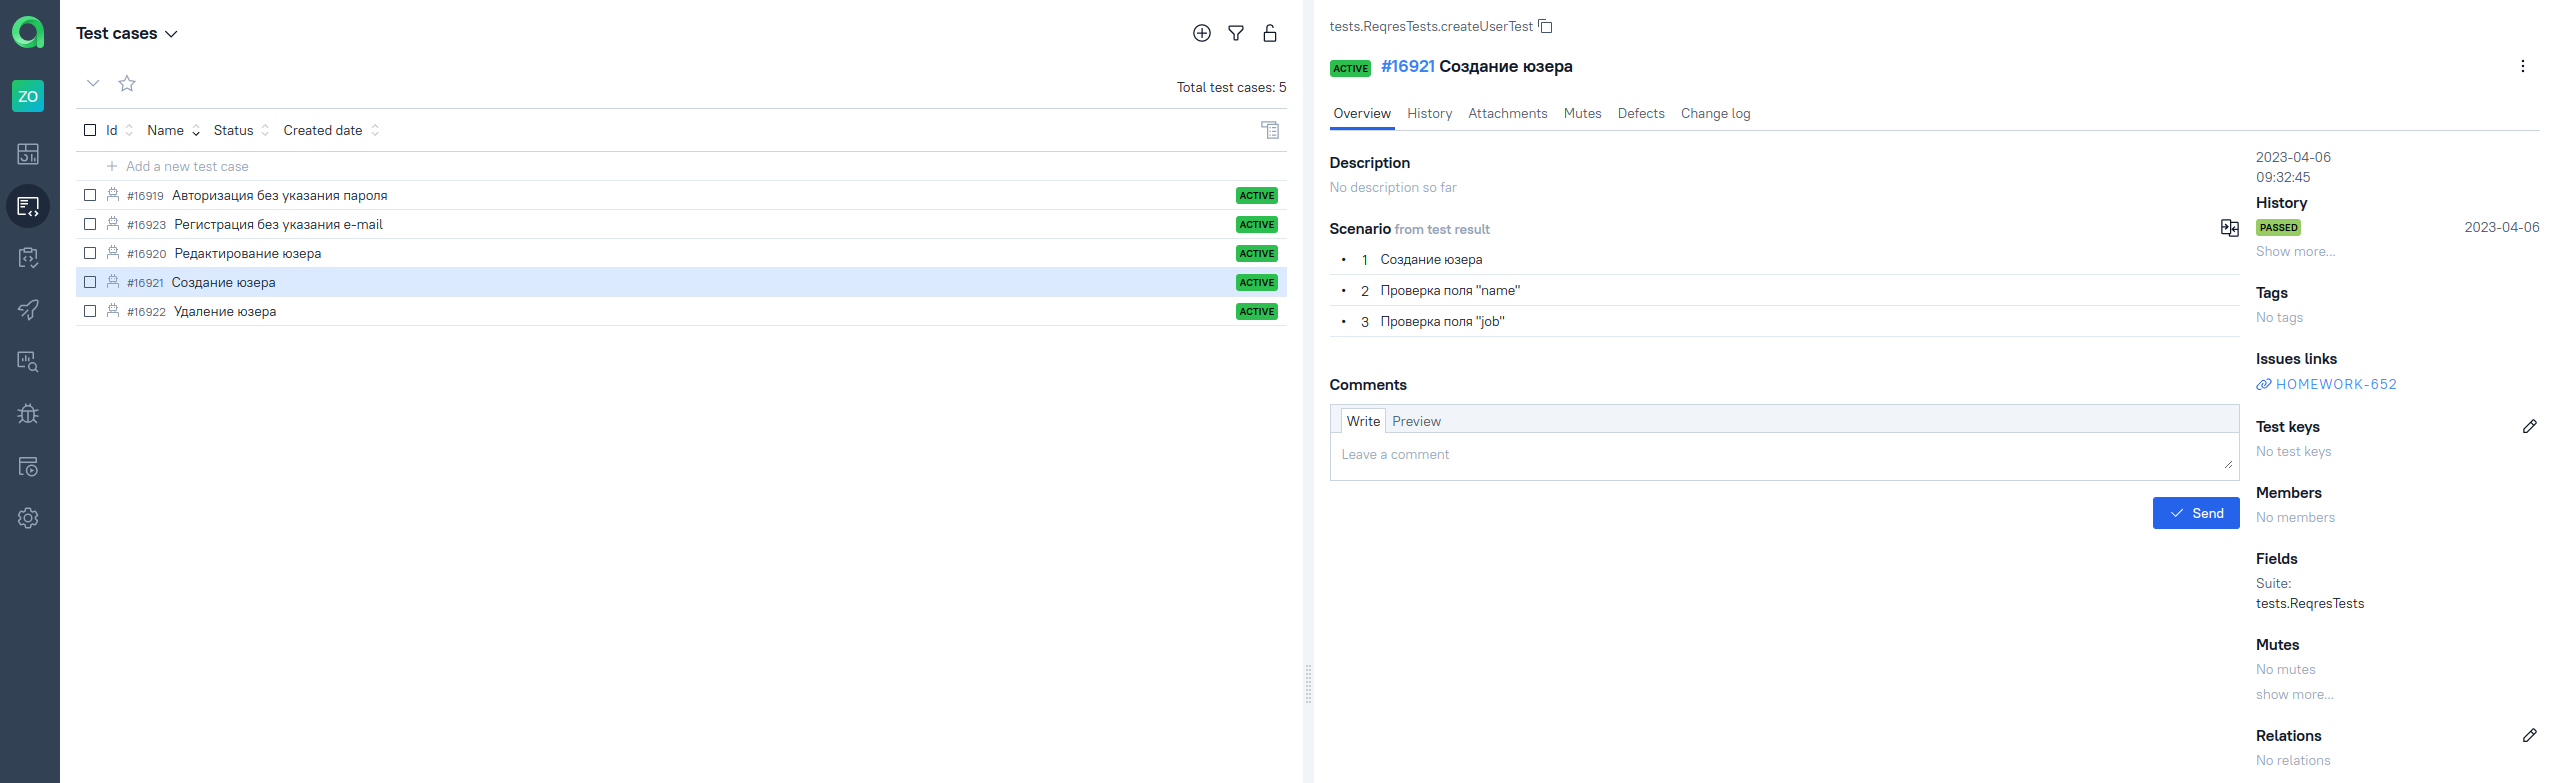 ZO
Test cases
Total test cases: 5
Id Name Status Created date
Add a new test case
#16919 Авторизация без указания пароля ACTIVE
#16923 Регистрация без указания e-mail ACTIVE
#16920 Редактирование юзера ACTIVE
#16921 Создание юзера ACTIVE
#16922 Удаление юзера ACTIVE
tests.ReqresTests.createUserTest
ACTIVE #16921 Создание юзера
Overview History Attachments Mutes Defects Change log
Description
No description so far
Scenario from test result
• 1 Создание юзера
• 2 Проверка поля "name"
• 3 Проверка поля "job"
Comments
Write Preview
Leave a comment
Send
2023-04-06
09:32:45
History
PASSED 2023-04-06
Show more...
Tags
No tags
Issues links
HOMEWORK-652
Test keys
No test keys
Members
No members
Fields
Suite:
tests.ReqresTests
Mutes
No mutes
show more...
Relations
No relations